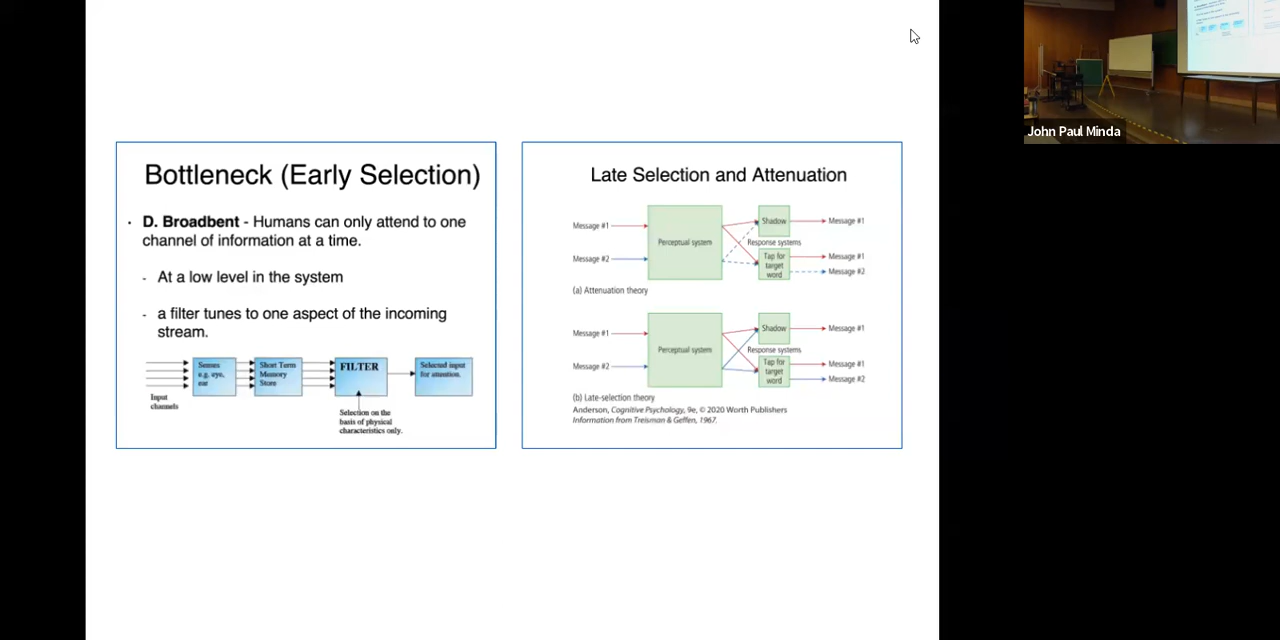 John Paul Minda
Bottleneck (Early Selection)
· D. Broadbent - Humans can only attend to one
channel of information at a time.
- At a low level in the system
- a filter tunes to one aspect of the incoming
stream.
Input
channels
Senses
e.g. eye,
ear
Short Term
Memory
Store
FILTER
Selected input
for attention.
Selection on the
basis of physical
characteristics only.
Late Selection and Attenuation
Message #1
Message #2
Perceptual system
Shadow
Response systems
Tap for
target
word
Message #1
Message #1
Message #2
(a) Attenuation theory
Message #1
Message #2
Perceptual system
Shadow
Response systems
Tap for
target
word
Message #1
Message #1
Message #2
(b) Late-selection theory
Anderson, Cognitive Psychology, 9e, © 2020 Worth Publishers
Information from Treisman & Geffen, 1967.